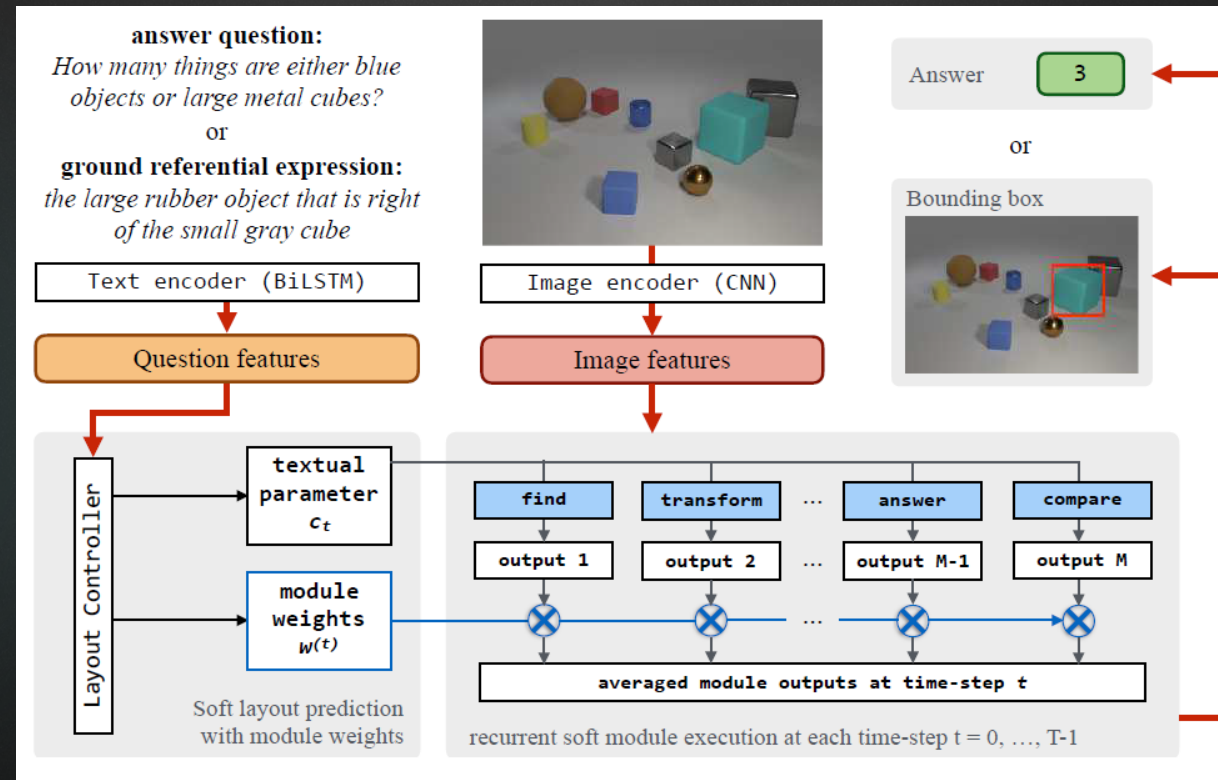 answer question:
How many things are either blue
objects or large metal cubes?
or
ground referential expression:
the large rubber object that is right
of the small gray cube
Text encoder (BiLSTM)
Question features
Image encoder (CNN)
Image features
Answer 3
or
Bounding box
Layout Controller
textual
parameter
c_t
module
weights
w^(t)
Soft layout prediction
with module weights
find transform ... answer compare
output 1 output 2 ... output M-1 output M
...
averaged module outputs at time-step t
recurrent soft module execution at each time-step t = 0, ..., T-1